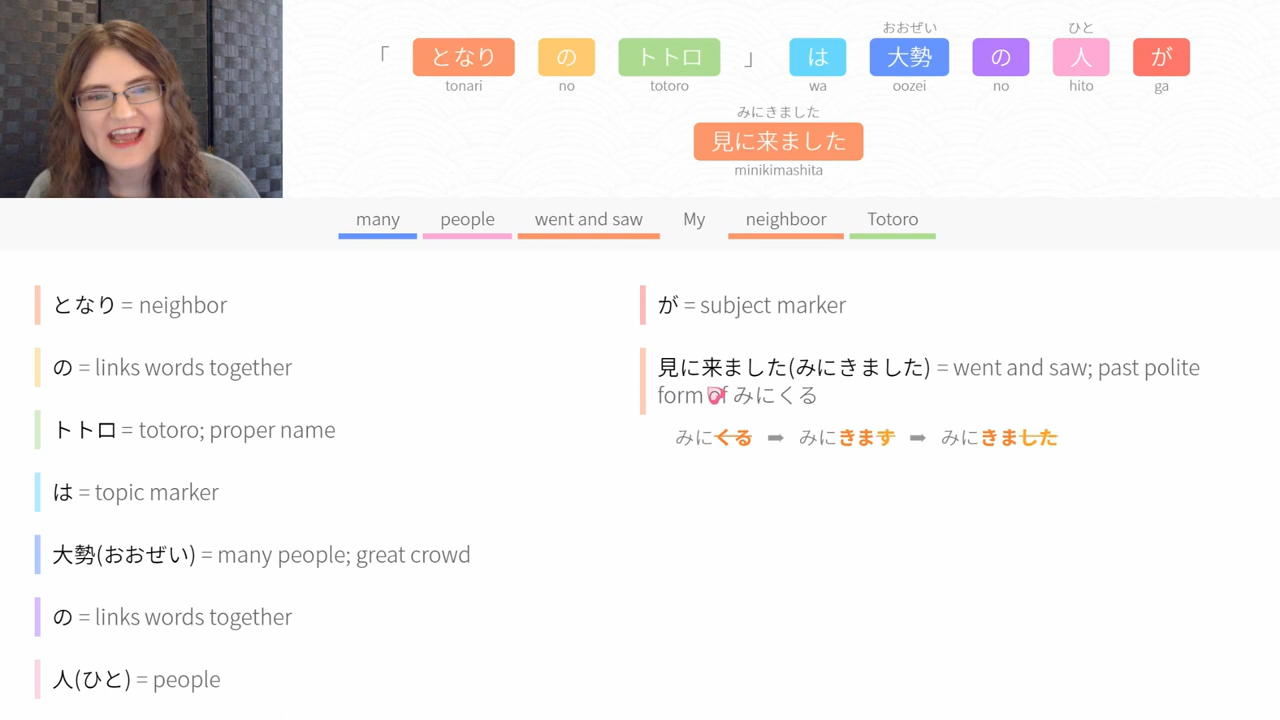 おおぜい ひと
「 となり の トトロ 」 は 大勢 の 人 が
tonari no totoro wa oozei no hito ga
みにきました
見に来ました
minikimashita
many people went and saw My neighboor Totoro
となり = neighbor
の = links words together
トトロ = totoro; proper name
は = topic marker
大勢(おおぜい) = many people; great crowd
の = links words together
人(ひと) = people
が = subject marker
見に来ました(みにきました) = went and saw; past polite
form of みにくる
みにくる ➡ みにきます ➡ みにきました